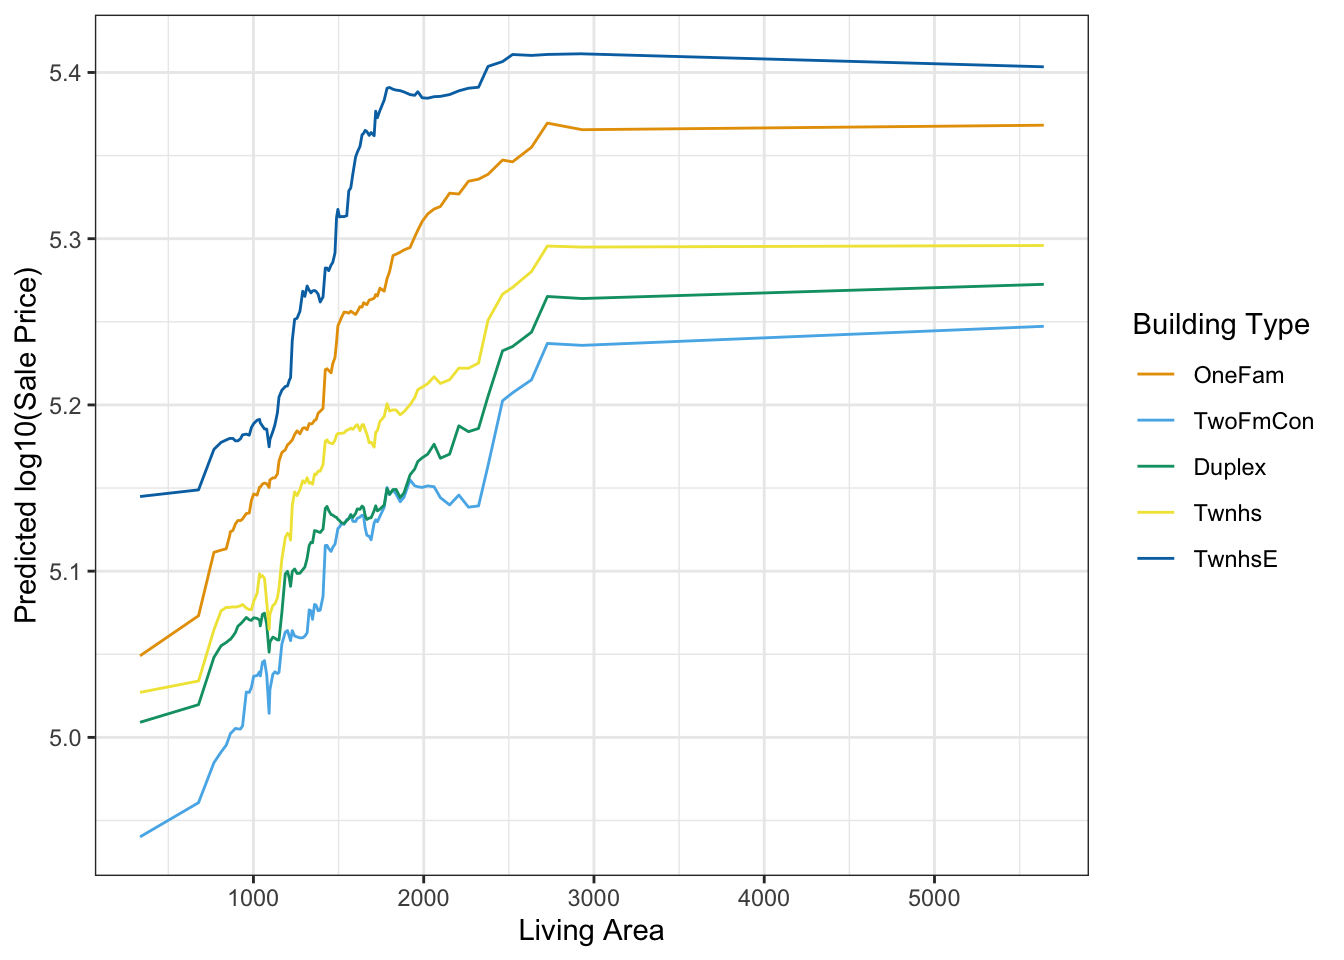 5.4
5.3
5.2
5.1
5.0
Predicted log10(Sale Price)
1000
2000
3000
4000
5000
Living Area
Building Type
OneFam
TwoFmCon
Duplex
Twnhs
TwnhsE